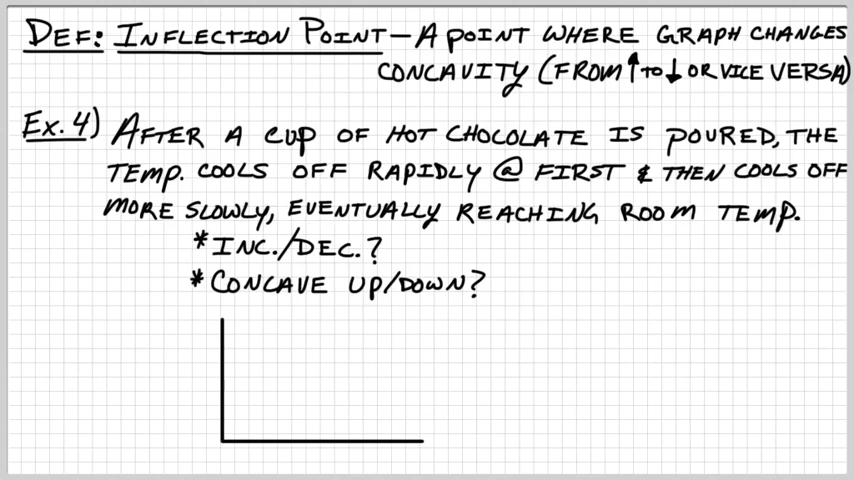 DEF: INFLECTION POINT – A POINT WHERE GRAPH CHANGES
CONCAVITY (FROM ↑ TO ↓ OR VICE VERSA)
Ex. 4) AFTER A CUP OF HOT CHOCOLATE IS POURED, THE
TEMP. COOLS OFF RAPIDLY @ FIRST & THEN COOLS OFF
MORE SLOWLY, EVENTUALLY REACHING ROOM TEMP.
* INC./DEC.?
* CONCAVE UP/DOWN?